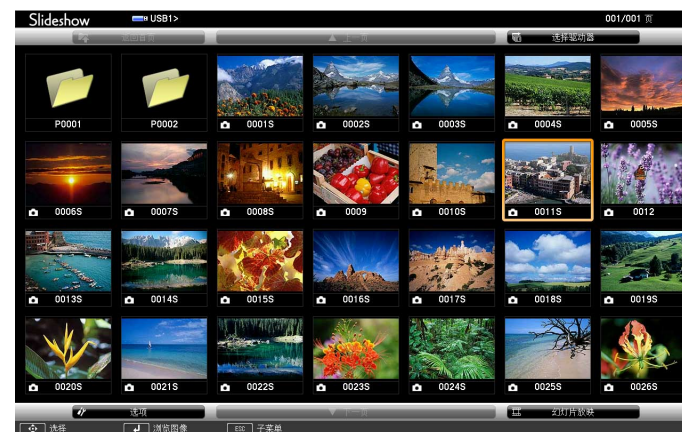 Slideshow USB1> 001/001 页
返回首页 ▲ 上一页 选择驱动器
P0001 P0002 0001S 0002S 0003S 0004S 0005S
0006S 0007S 0008S 0009 0010S 0011S 0012
0013S 0014S 0015S 0016S 0017S 0018S 0019S
0020S 0021S 0022S 0023S 0024S 0025S 0026S
选项 ▼ 下一页 幻灯片放映
选择 浏览图像 ESC 子菜单